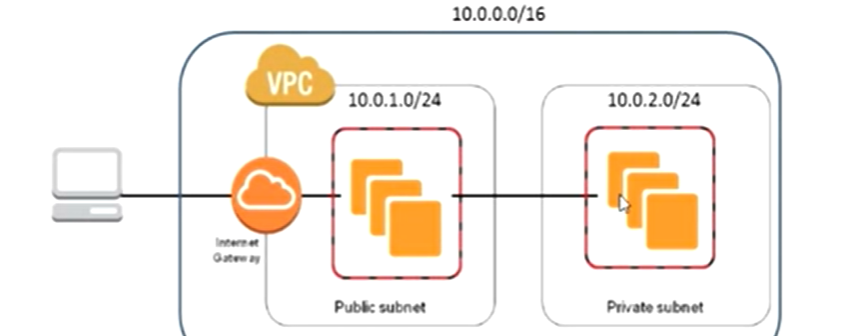 10.0.0.0/16
VPC
10.0.1.0/24
10.0.2.0/24
Internet
Gateway
Public subnet
Private subnet